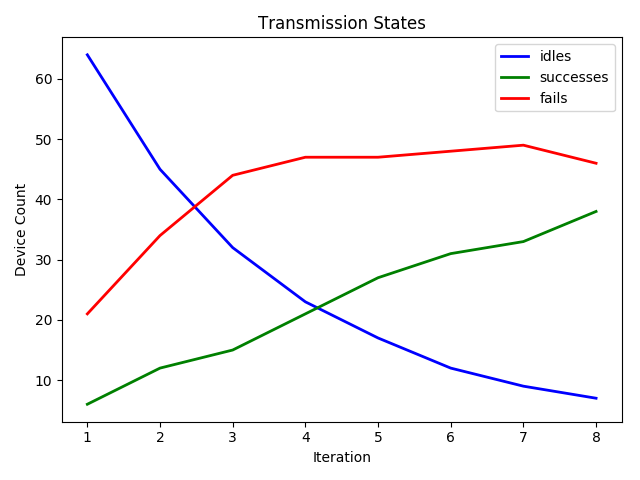 Transmission States
idles
successes
fails
60
50
40
30
20
10
Device Count
1 2 3 4 5 6 7 8
Iteration